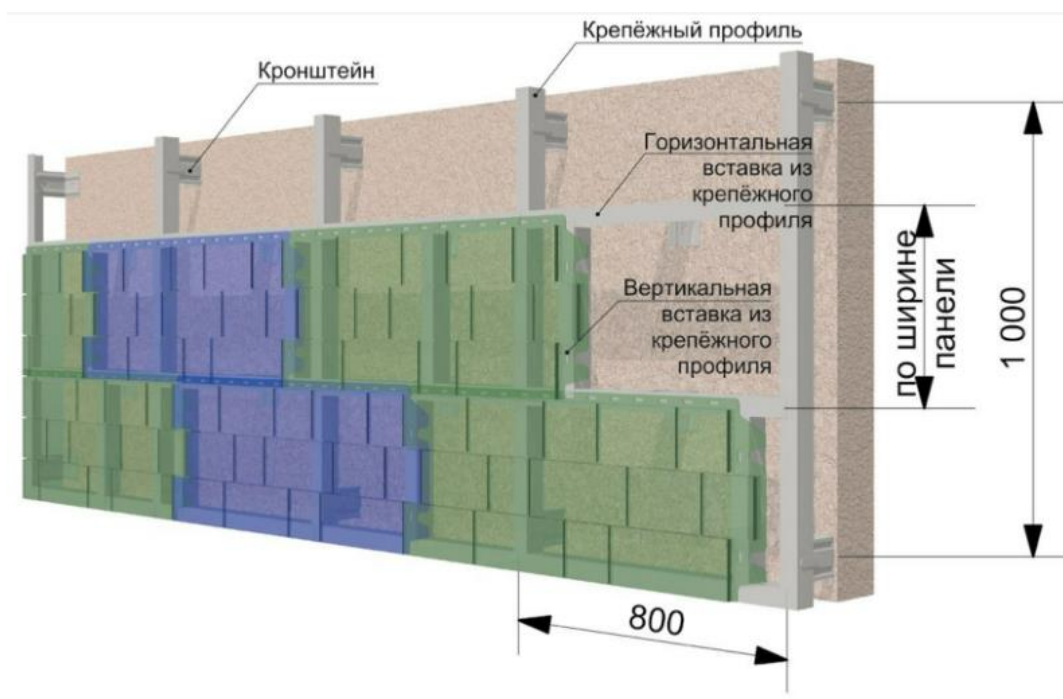 Крепёжный профиль
Кронштейн
Горизонтальная
вставка из
крепёжного
профиля
Вертикальная
вставка из
крепёжного
профиля
по ширине
панели
1 000
800